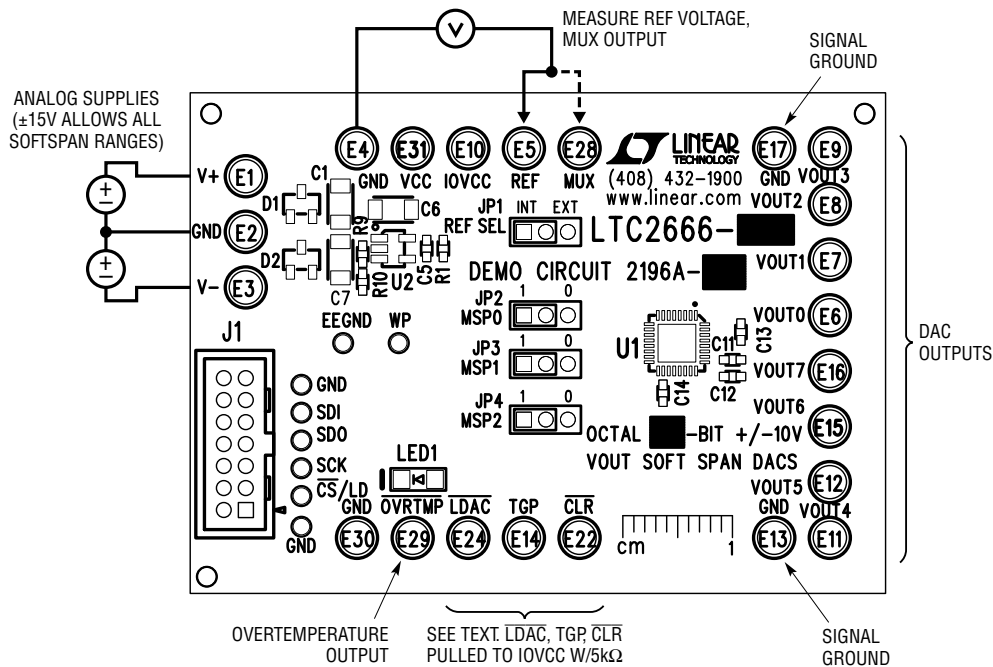 MEASURE REF VOLTAGE,
MUX OUTPUT
V
SIGNAL
GROUND
ANALOG SUPPLIES
(±15V ALLOWS ALL
SOFTSPAN RANGES)
E4
E31
E10
E5
E28
LINEAR
TECHNOLOGY
E17
E9
GND
VCC
IOVCC
REF
MUX
(408) 432-1900
www.linear.com
GND
VOUT3
V+
E1
D1
C1
C6
R9
JP1
REF SEL
INT
EXT
LTC2666-
VOUT2
E8
GND
E2
D2
C7
R10
U2
C5
R1
DEMO CIRCUIT 2196A-
VOUT1
E7
V-
E3
EEGND
WP
JP2
MSP0
1
0
U1
C13
VOUT0
E6
DAC
OUTPUTS
J1
JP3
MSP1
1
0
C11
C12
C14
VOUT7
E16
GND
SDI
SDO
SCK
CS/LD
GND
JP4
MSP2
1
0
VOUT6
E15
OCTAL
-BIT +/-10V
VOUT SOFT SPAN DACS
LED1
VOUT5
E12
GND
OVRTMP
LDAC
TGP
CLR
GND
VOUT4
E30
E29
E24
E14
E22
cm
1
E13
E11
OVERTEMPERATURE
OUTPUT
SEE TEXT. LDAC, TGP, CLR
PULLED TO IOVCC W/5kΩ
SIGNAL
GROUND